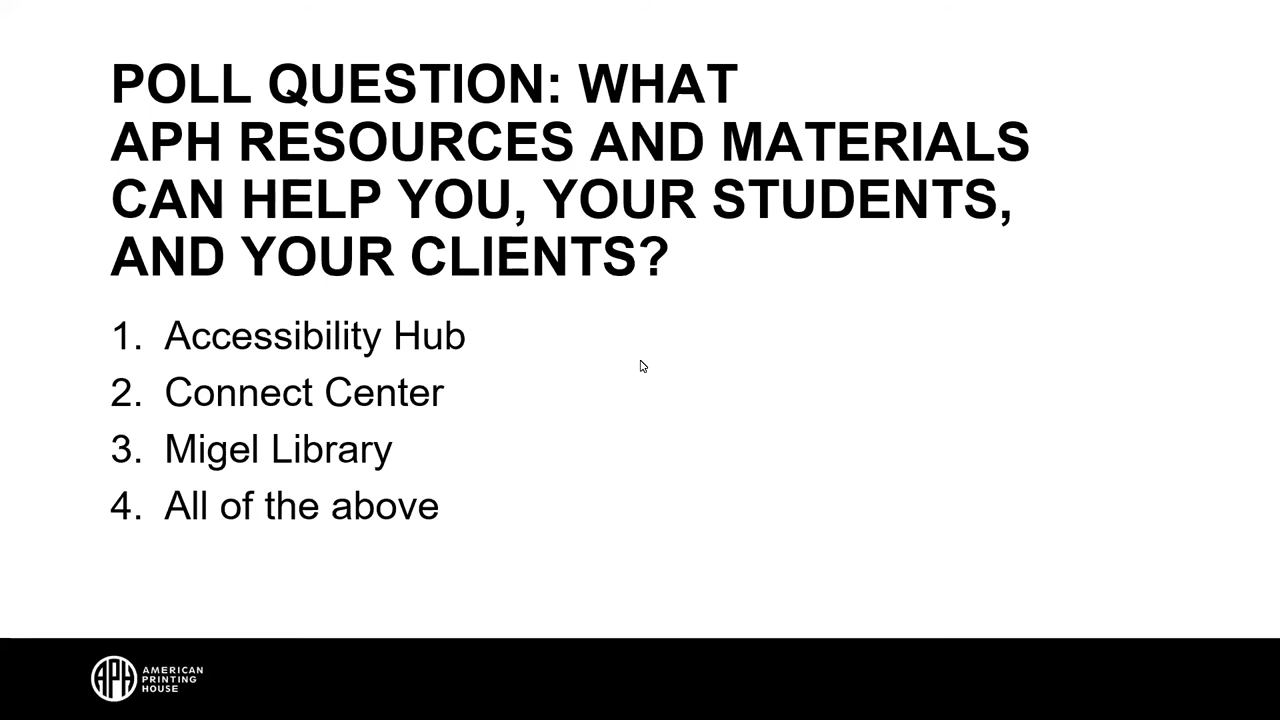 POLL QUESTION: WHAT
APH RESOURCES AND MATERIALS
CAN HELP YOU, YOUR STUDENTS,
AND YOUR CLIENTS?
1. Accessibility Hub
2. Connect Center
3. Migel Library
4. All of the above
APH
AMERICAN
PRINTING
HOUSE